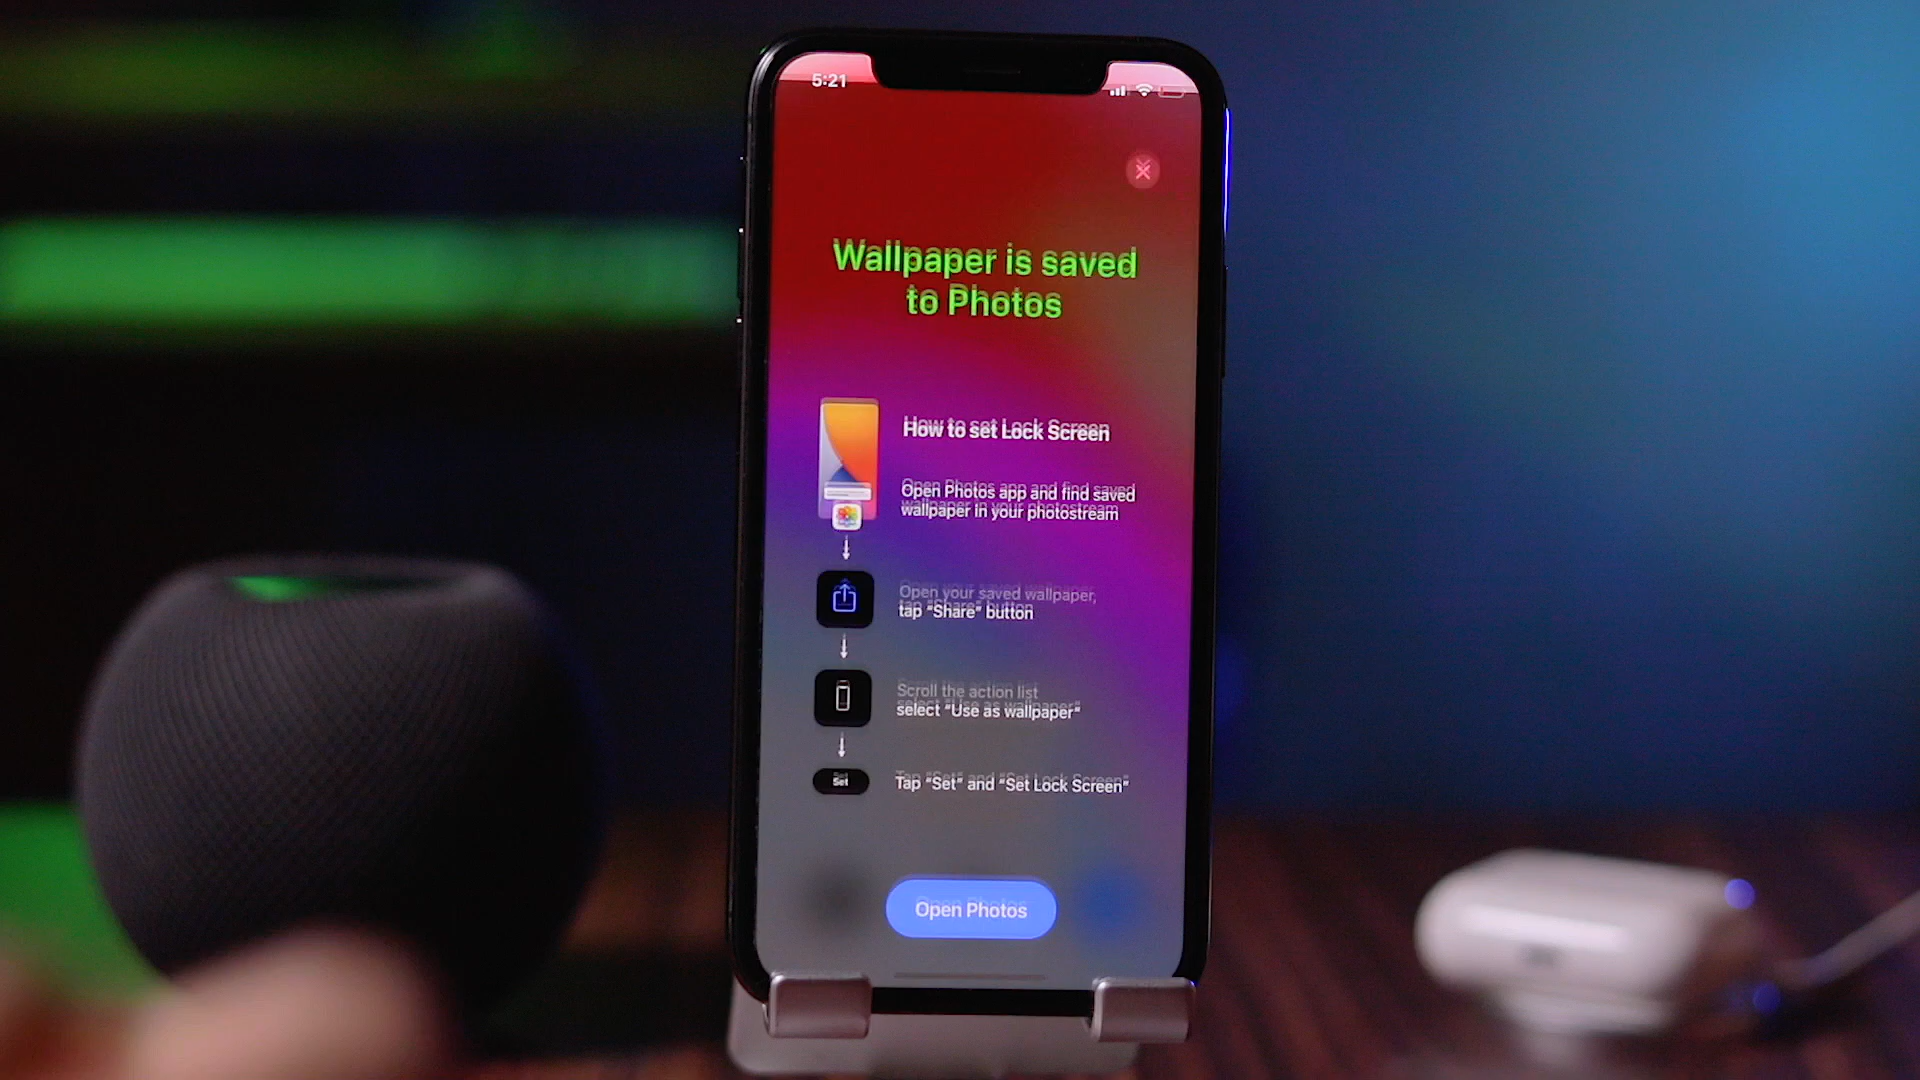 5:21
Wallpaper is saved
to Photos
How to set Lock Screen
Open Photos app and find saved
wallpaper in your photostream
Open your saved wallpaper,
tap “Share” button
Scroll the action list
select “Use as wallpaper”
Set
Tap “Set” and “Set Lock Screen”
Open Photos